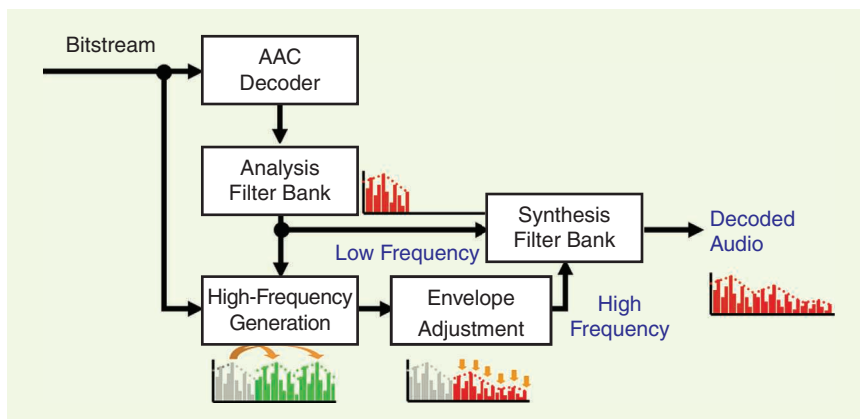 Bitstream
AAC
Decoder
Analysis
Filter Bank
Low Frequency
Synthesis
Filter Bank
Decoded
Audio
High-Frequency
Generation
Envelope
Adjustment
High
Frequency